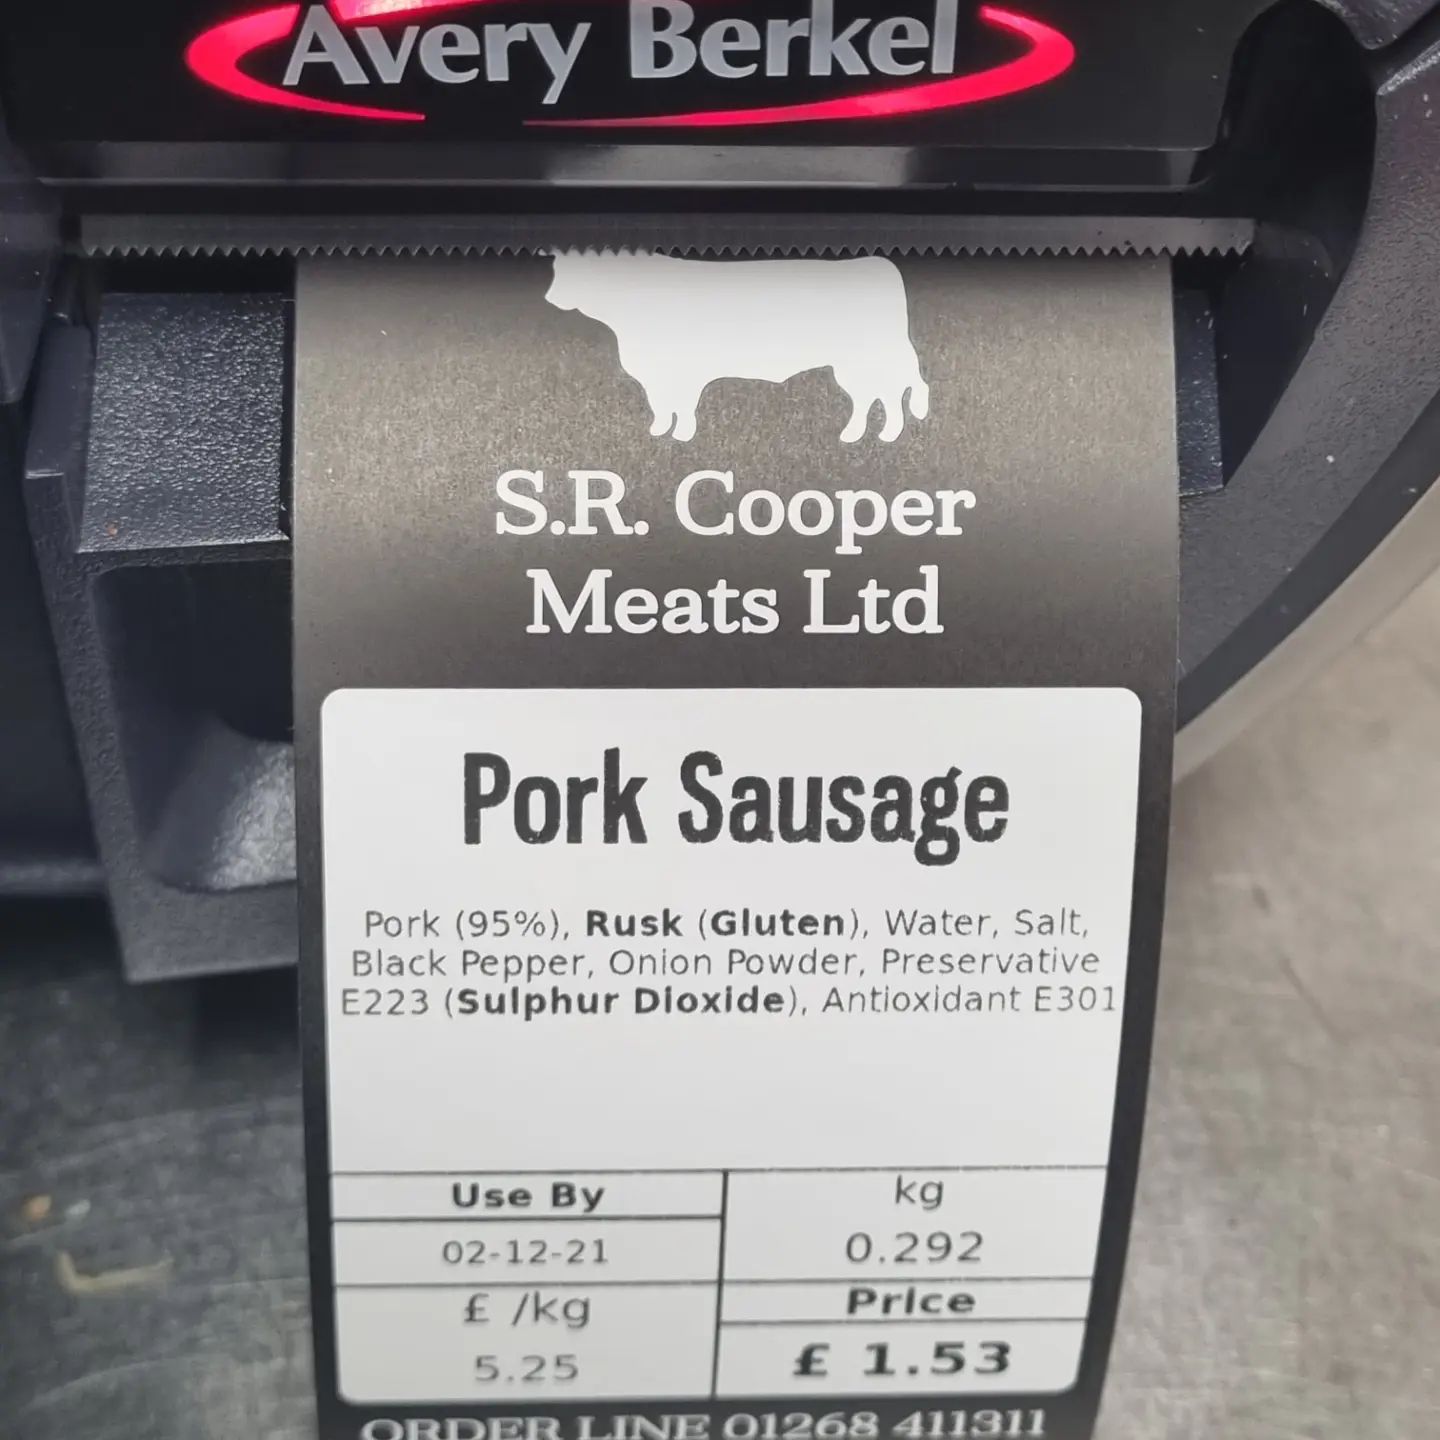 Avery Berkel
S.R. Cooper
Meats Ltd
Pork Sausage
Pork (95%), Rusk (Gluten), Water, Salt,
Black Pepper, Onion Powder, Preservative
E223 (Sulphur Dioxide), Antioxidant E301
Use By
02-12-21
£ /kg
5.25
kg
0.292
Price
£ 1.53
ORDER LINE 01268 411311